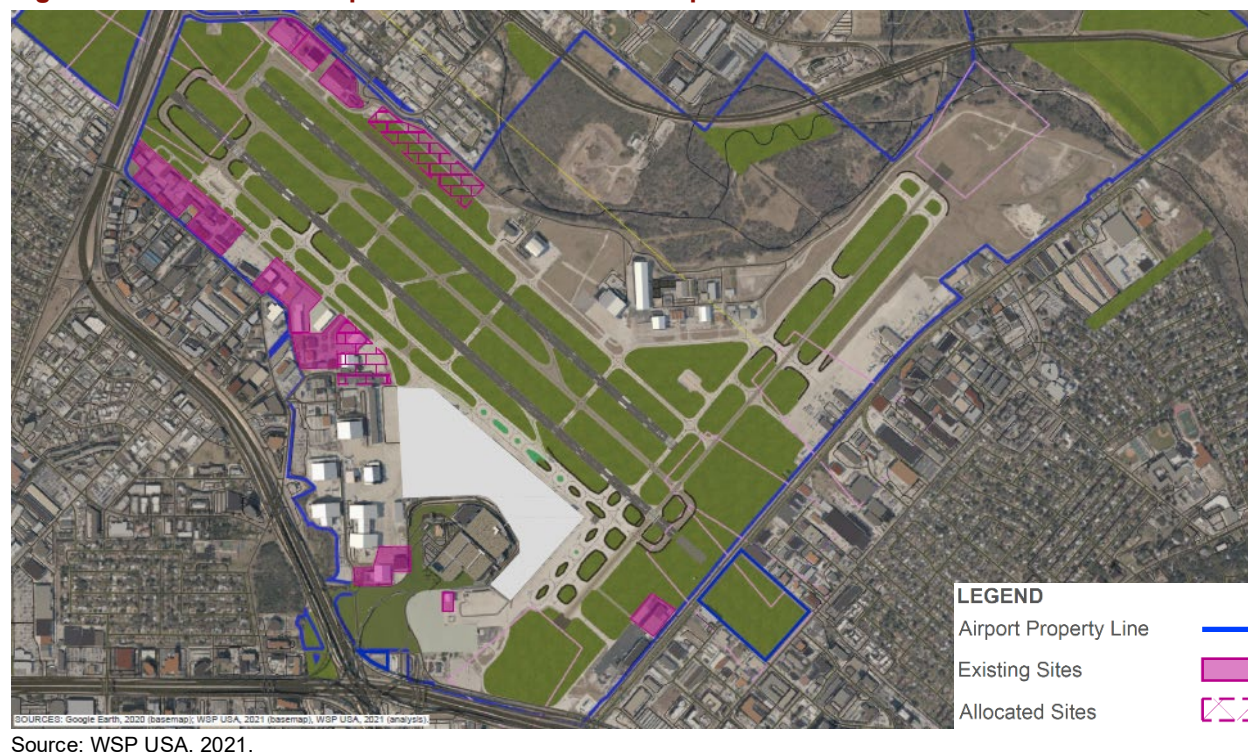 LEGEND
Airport Property Line
Existing Sites
Allocated Sites
SOURCES: Google Earth, 2020 (basemap); WSP USA, 2021 (basemap), WSP USA, 2021 (analysis).
Source: WSP USA, 2021.